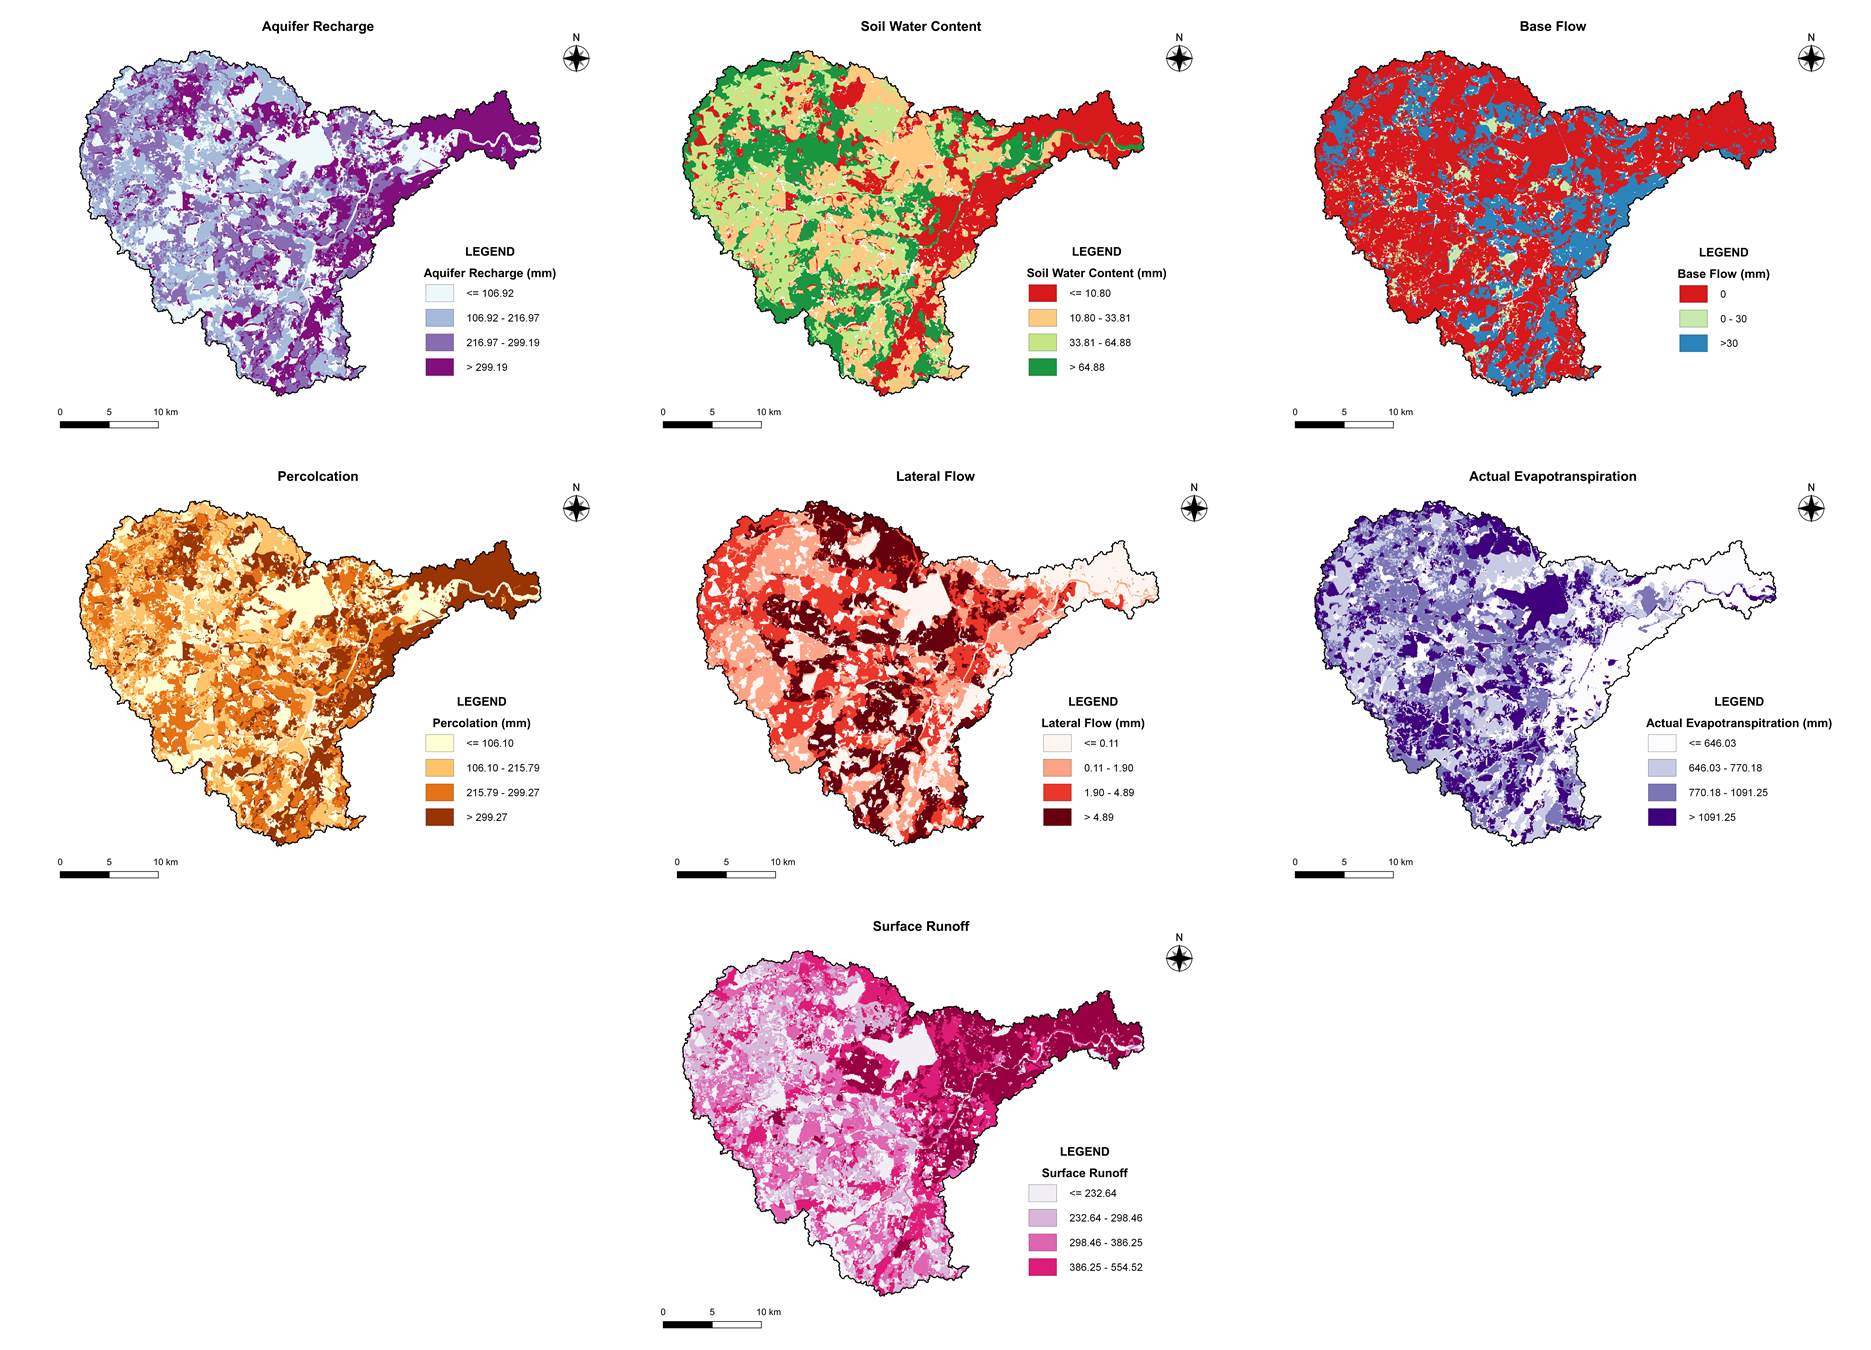 Aquifer Recharge
N
LEGEND
Aquifer Recharge (mm)
<= 106.92
106.92 - 216.97
216.97 - 299.19
> 299.19
0 5 10 km
Soil Water Content
N
LEGEND
Soil Water Content (mm)
<= 10.80
10.80 - 33.81
33.81 - 64.88
> 64.88
0 5 10 km
Base Flow
N
LEGEND
Base Flow (mm)
0
0 - 30
>30
0 5 10 km
Percolcation
N
LEGEND
Percolation (mm)
<= 106.10
106.10 - 215.79
215.79 - 299.27
> 299.27
0 5 10 km
Lateral Flow
N
LEGEND
Lateral Flow (mm)
<= 0.11
0.11 - 1.90
1.90 - 4.89
> 4.89
0 5 10 km
Actual Evapotranspiration
N
LEGEND
Actual Evapotranspitration (mm)
<= 646.03
646.03 - 770.18
770.18 - 1091.25
> 1091.25
0 5 10 km
Surface Runoff
N
LEGEND
Surface Runoff
<= 232.64
232.64 - 298.46
298.46 - 386.25
386.25 - 554.52
0 5 10 km